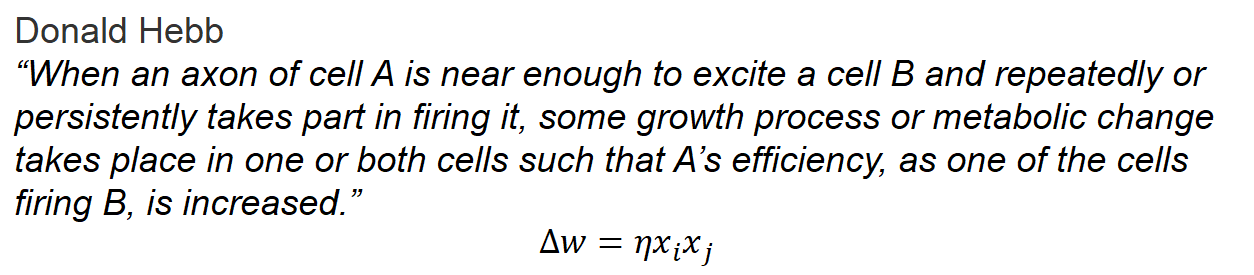 Donald Hebb
“When an axon of cell A is near enough to excite a cell B and repeatedly or
persistently takes part in firing it, some growth process or metabolic change
takes place in one or both cells such that A’s efficiency, as one of the cells
firing B, is increased.”
Δw = ηxᵢxⱼ